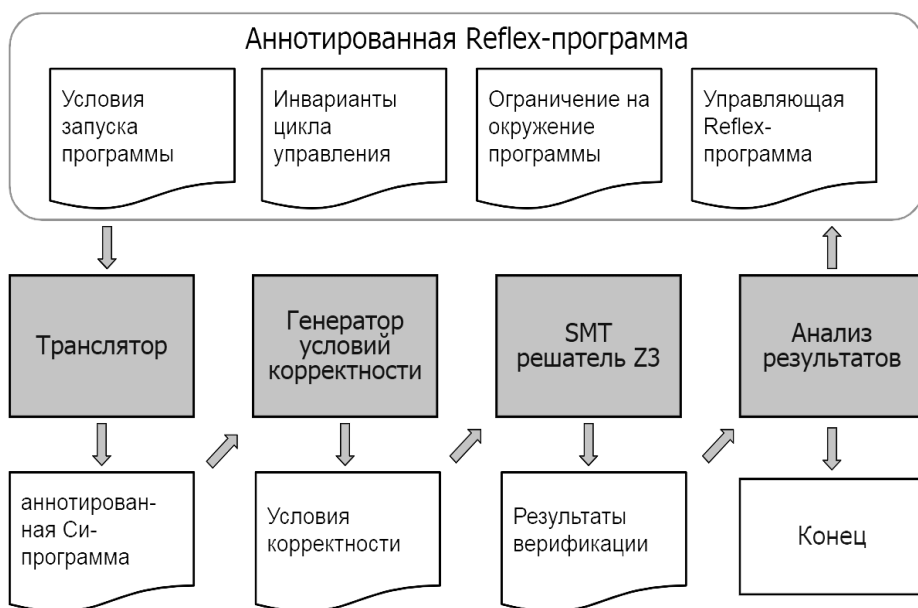 Аннотированная Reflex-программа
Условия
запуска
программы
Инварианты
цикла
управления
Ограничение на
окружение
программы
Управляющая
Reflex-
программа
Транслятор
Генератор
условий
корректности
SMT
решатель Z3
Анализ
результатов
аннотирован-
ная Си-
программа
Условия
корректности
Результаты
верификации
Конец